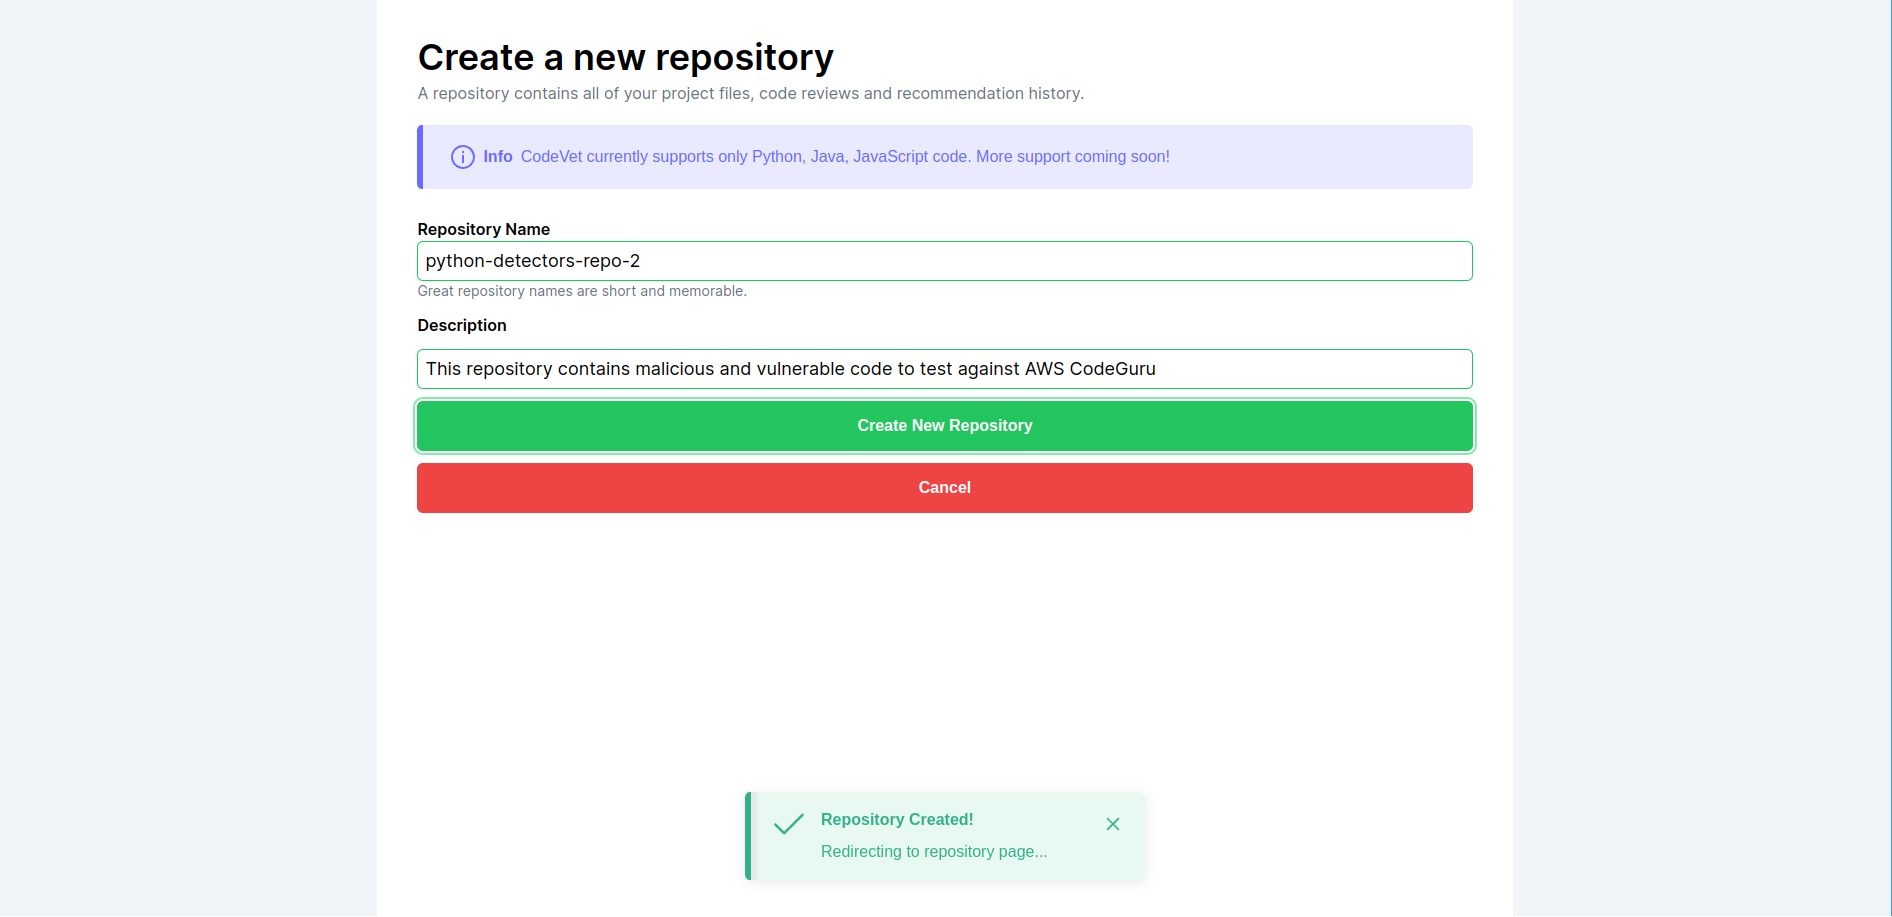 Create a new repository
A repository contains all of your project files, code reviews and recommendation history.
Info CodeVet currently supports only Python, Java, JavaScript code. More support coming soon!
Repository Name
python-detectors-repo-2
Great repository names are short and memorable.
Description
This repository contains malicious and vulnerable code to test against AWS CodeGuru
Create New Repository
Cancel
Repository Created!
Redirecting to repository page...